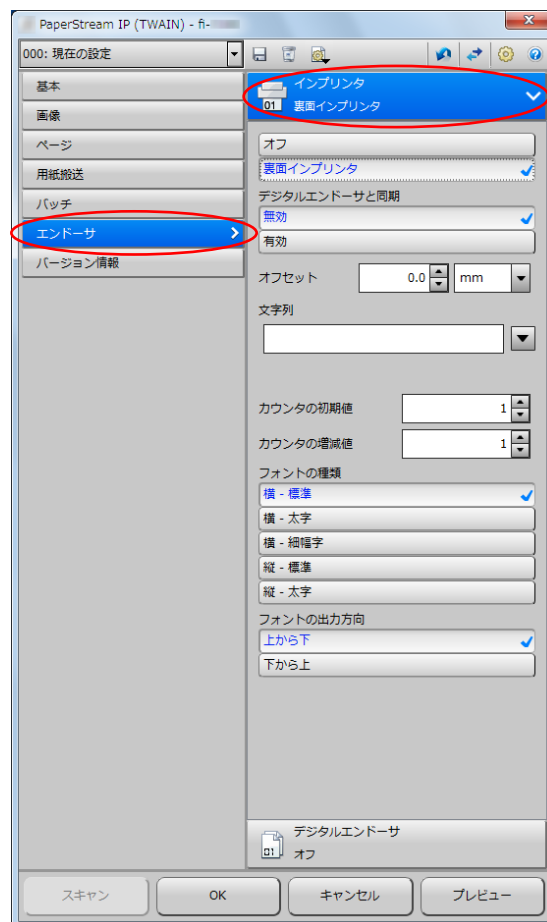 PaperStream IP (TWAIN) - fi-
000: 現在の設定
基本
画像
ページ
用紙搬送
バッチ
エンドーサ
バージョン情報
インプリンタ
01 裏面インプリンタ
オフ
裏面インプリンタ
デジタルエンドーサと同期
無効
有効
オフセット 0.0 mm
文字列
カウンタの初期値 1
カウンタの増減値 1
フォントの種類
横 - 標準
横 - 太字
横 - 細幅字
縦 - 標準
縦 - 太字
フォントの出力方向
上から下
下から上
デジタルエンドーサ
01 オフ
スキャン OK キャンセル プレビュー